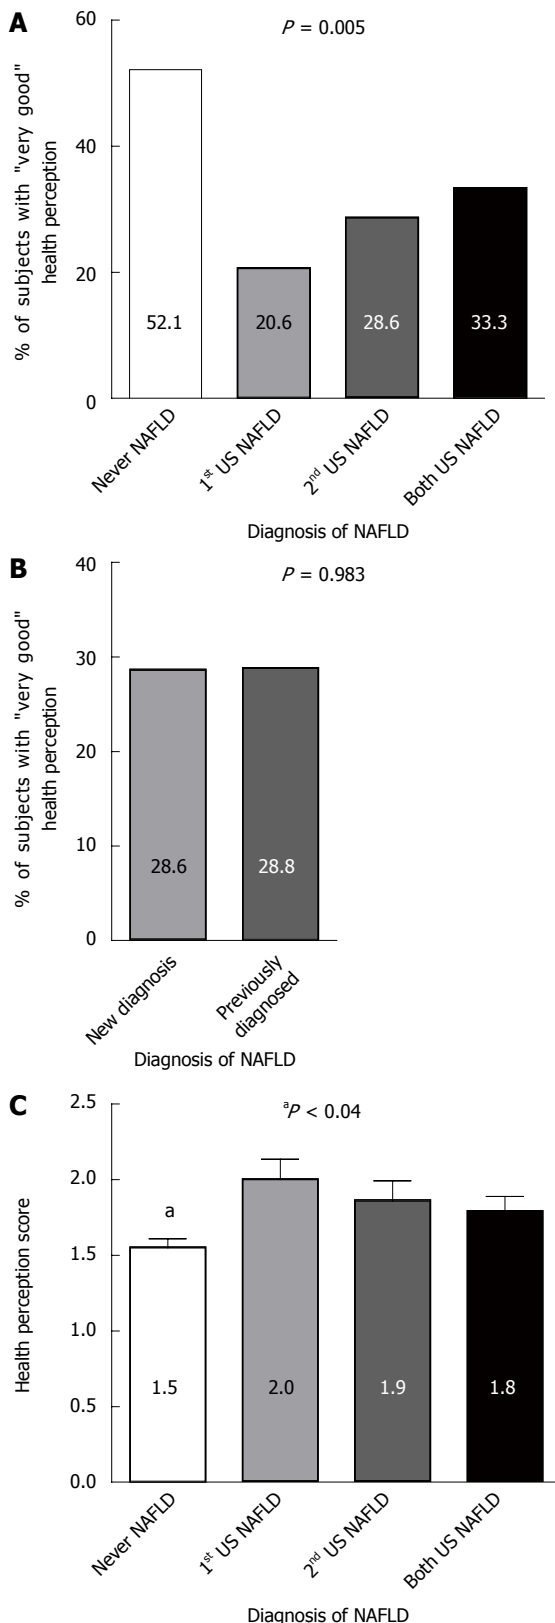 A
P = 0.005
% of subjects with "very good"
health perception
60
40
20
0
52.1
20.6
28.6
33.3
Never NAFLD
1st US NAFLD
2nd US NAFLD
Both US NAFLD
Diagnosis of NAFLD
B
P = 0.983
% of subjects with "very good"
health perception
40
30
20
10
0
28.6
28.8
New diagnosis
Previously
diagnosed
Diagnosis of NAFLD
C
aP < 0.04
Health perception score
2.5
2.0
1.5
1.0
0.5
0.0
a
1.5
2.0
1.9
1.8
Never NAFLD
1st US NAFLD
2nd US NAFLD
Both US NAFLD
Diagnosis of NAFLD